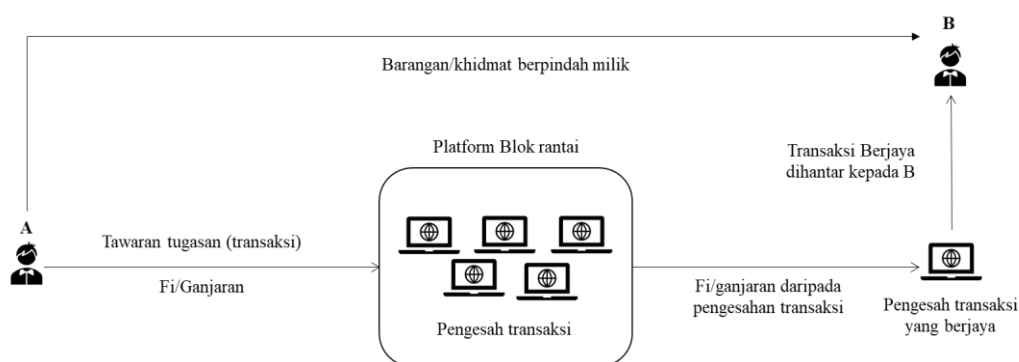 B
Barangan/khidmat berpindah milik
Platform Blok rantai
Transaksi Berjaya
dihantar kepada B
A
Tawaran tugasan (transaksi)
Fi/Ganjaran
Pengesah transaksi
Fi/ganjaran daripada
pengesahan transaksi
Pengesah transaksi
yang berjaya